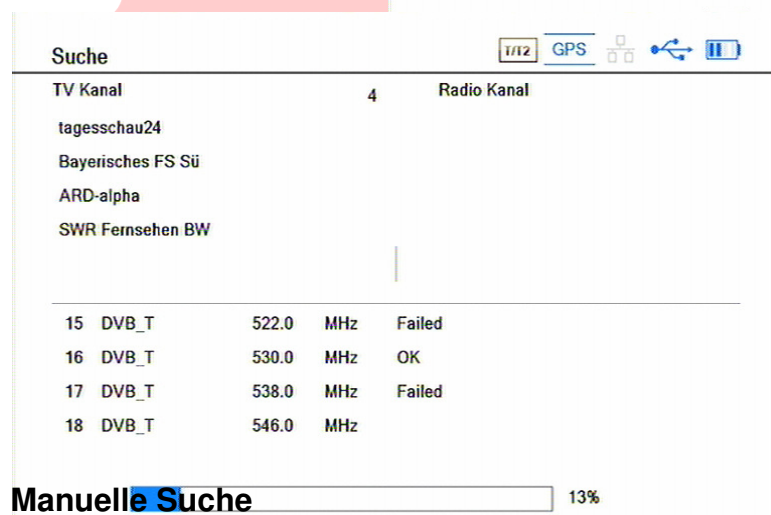 Suche T/T2 GPS
TV Kanal 4 Radio Kanal
tagesschau24
Bayerisches FS Sü
ARD-alpha
SWR Fernsehen BW
15 DVB_T 522.0 MHz Failed
16 DVB_T 530.0 MHz OK
17 DVB_T 538.0 MHz Failed
18 DVB_T 546.0 MHz
Manuelle Suche 13%